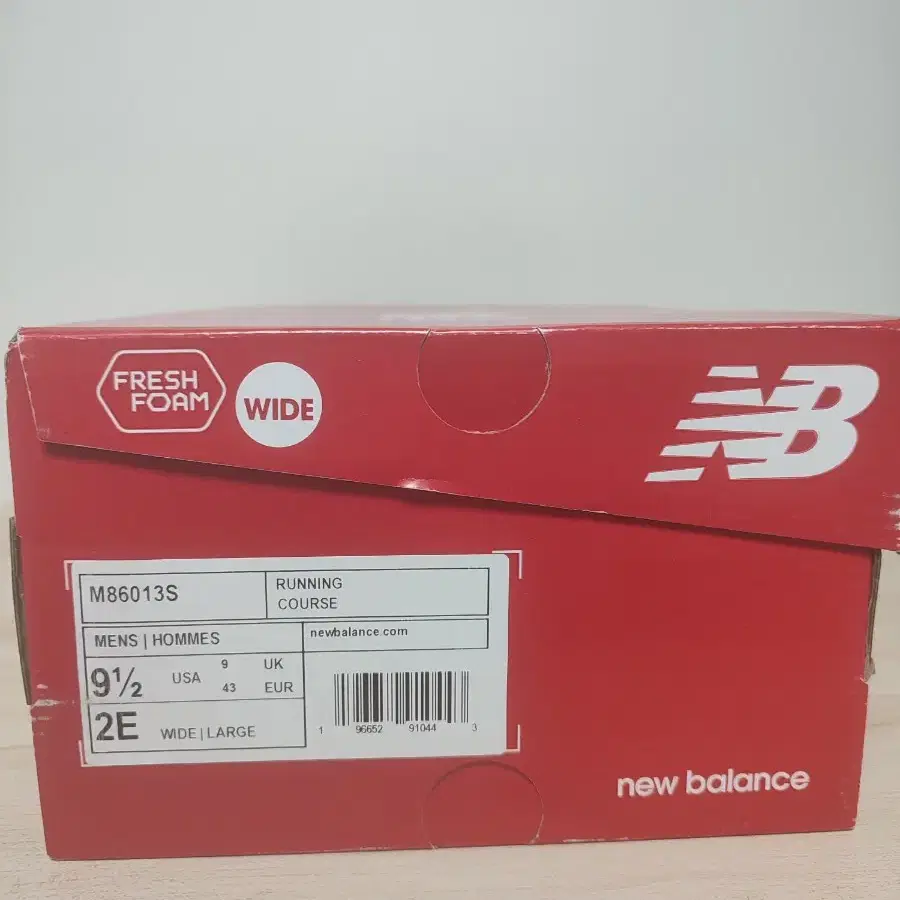 FRESH
FOAM
WIDE
NB
M86013S
RUNNING
COURSE
MENS | HOMMES
newbalance.com
9½ USA 9 UK
43 EUR
2E WIDE | LARGE
1 96652 91044 3
new balance